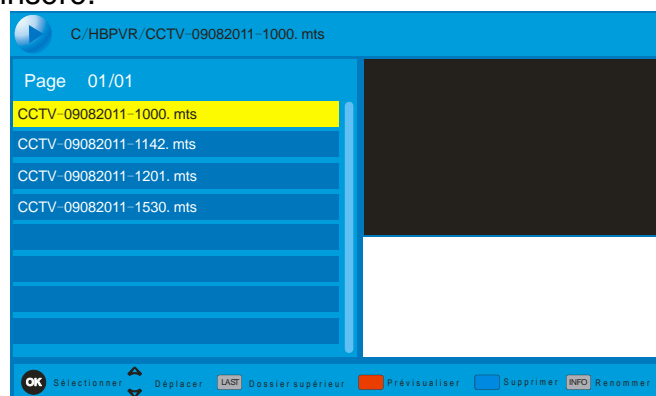 insère.
C/HBPVR/CCTV-09082011-1000. mts
Page 01/01
CCTV-09082011-1000. mts
CCTV-09082011-1142. mts
CCTV-09082011-1201. mts
CCTV-09082011-1530. mts
OK Sélectionner Déplacer LAST Dossier supérieur Prévisualiser Supprimer INFO Renommer